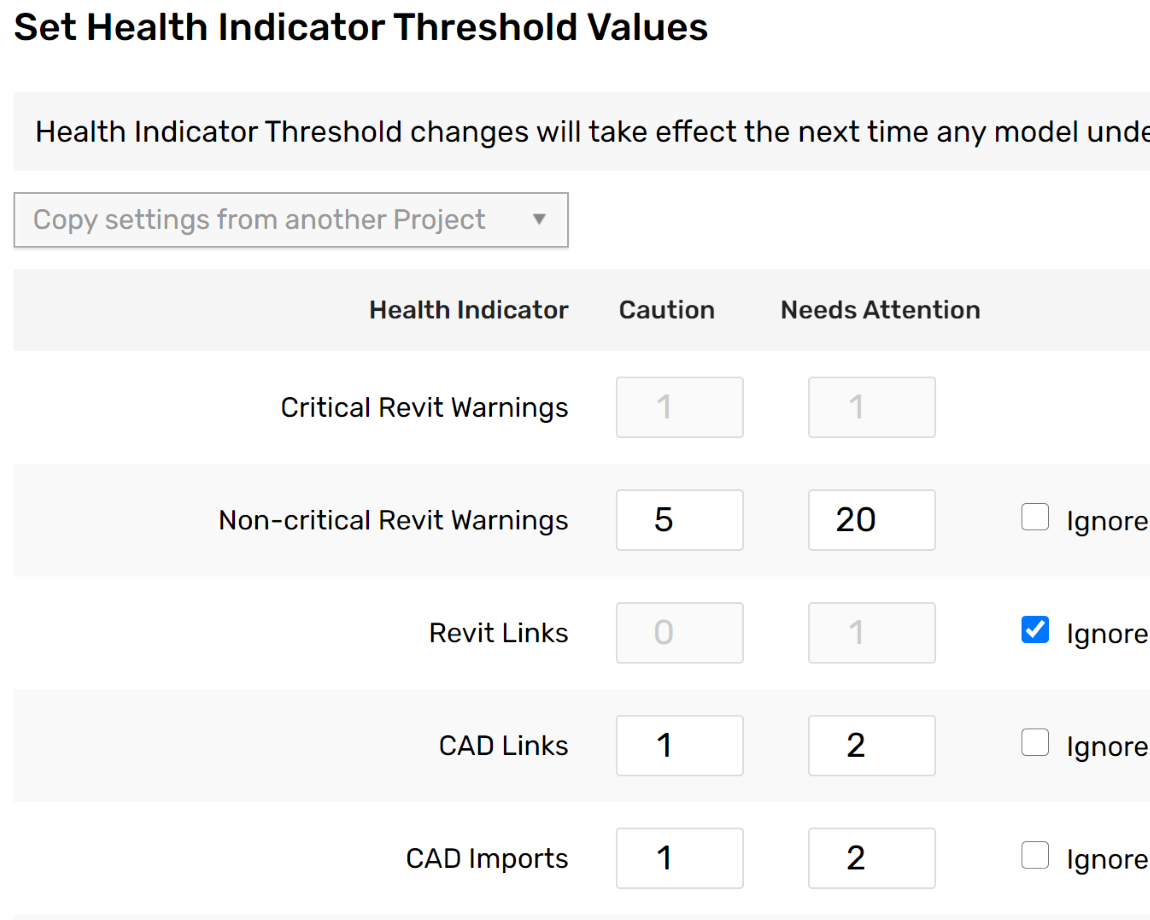 Set Health Indicator Threshold Values
Health Indicator Threshold changes will take effect the next time any model
Copy settings from another Project
Health Indicator Caution Needs Attention
Critical Revit Warnings 1 1
Non-critical Revit Warnings 5 20 Ignore
Revit Links 0 1 Ignore
CAD Links 1 2 Ignore
CAD Imports 1 2 Ignore